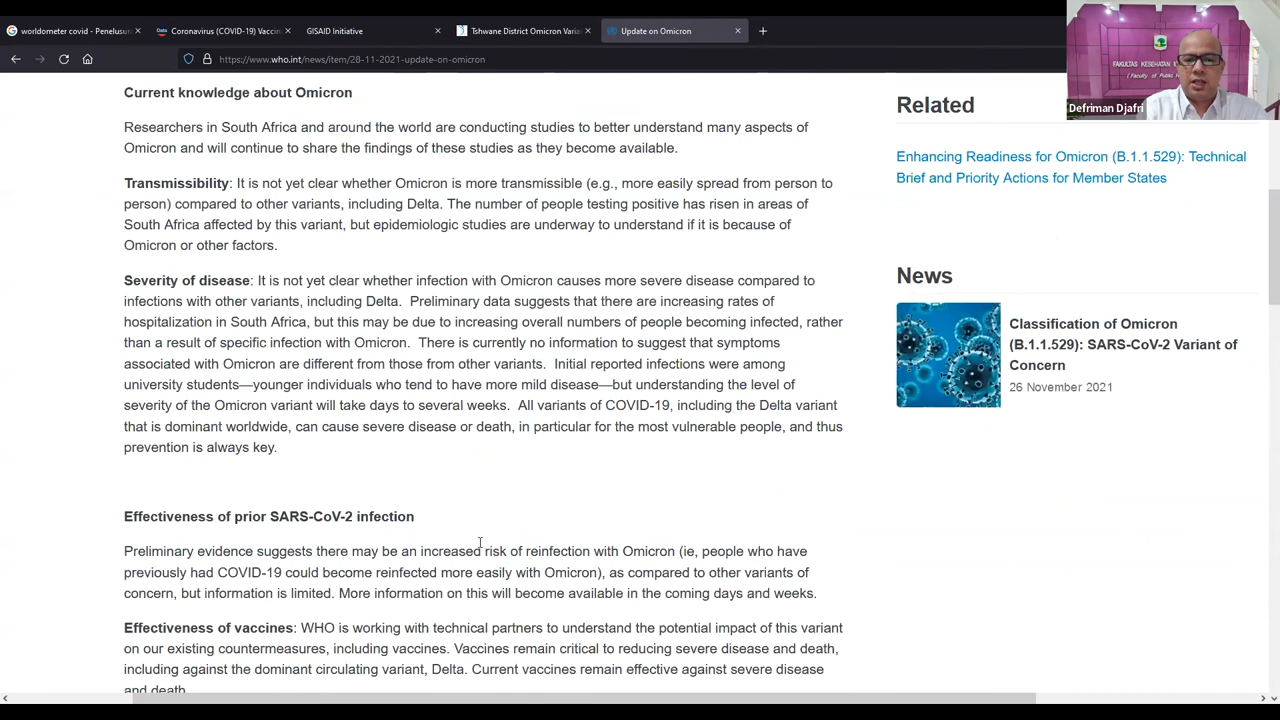 worldometer covid - Penelusur
Coronavirus (COVID-19) Vaccin
GISAID Initiative
Tshwane District Omicron Varia
Update on Omicron
https://www.who.int/news/item/28-11-2021-update-on-omicron
FAKULTAS KESEHATAN
(Faculty of Public
Defriman Djafri
Current knowledge about Omicron
Researchers in South Africa and around the world are conducting studies to better understand many aspects of
Omicron and will continue to share the findings of these studies as they become available.
Transmissibility: It is not yet clear whether Omicron is more transmissible (e.g., more easily spread from person to
person) compared to other variants, including Delta. The number of people testing positive has risen in areas of
South Africa affected by this variant, but epidemiologic studies are underway to understand if it is because of
Omicron or other factors.
Severity of disease: It is not yet clear whether infection with Omicron causes more severe disease compared to
infections with other variants, including Delta. Preliminary data suggests that there are increasing rates of
hospitalization in South Africa, but this may be due to increasing overall numbers of people becoming infected, rather
than a result of specific infection with Omicron. There is currently no information to suggest that symptoms
associated with Omicron are different from those from other variants. Initial reported infections were among
university students—younger individuals who tend to have more mild disease—but understanding the level of
severity of the Omicron variant will take days to several weeks. All variants of COVID-19, including the Delta variant
that is dominant worldwide, can cause severe disease or death, in particular for the most vulnerable people, and thus
prevention is always key.
Effectiveness of prior SARS-CoV-2 infection
Preliminary evidence suggests there may be an increased risk of reinfection with Omicron (ie, people who have
previously had COVID-19 could become reinfected more easily with Omicron), as compared to other variants of
concern, but information is limited. More information on this will become available in the coming days and weeks.
Effectiveness of vaccines: WHO is working with technical partners to understand the potential impact of this variant
on our existing countermeasures, including vaccines. Vaccines remain critical to reducing severe disease and death,
including against the dominant circulating variant, Delta. Current vaccines remain effective against severe disease
and death.
Related
Enhancing Readiness for Omicron (B.1.1.529): Technical
Brief and Priority Actions for Member States
News
Classification of Omicron
(B.1.1.529): SARS-CoV-2 Variant of
Concern
26 November 2021